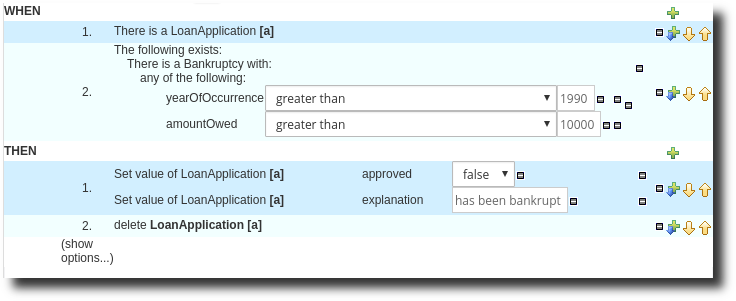 WHEN
1. There is a LoanApplication [a]
The following exists:
There is a Bankruptcy with:
any of the following:
2.
yearOfOccurrence greater than 1990
amountOwed greater than 10000
THEN
1.
Set value of LoanApplication [a] approved false
Set value of LoanApplication [a] explanation has been bankrupt
2. delete LoanApplication [a]
(show
options...)